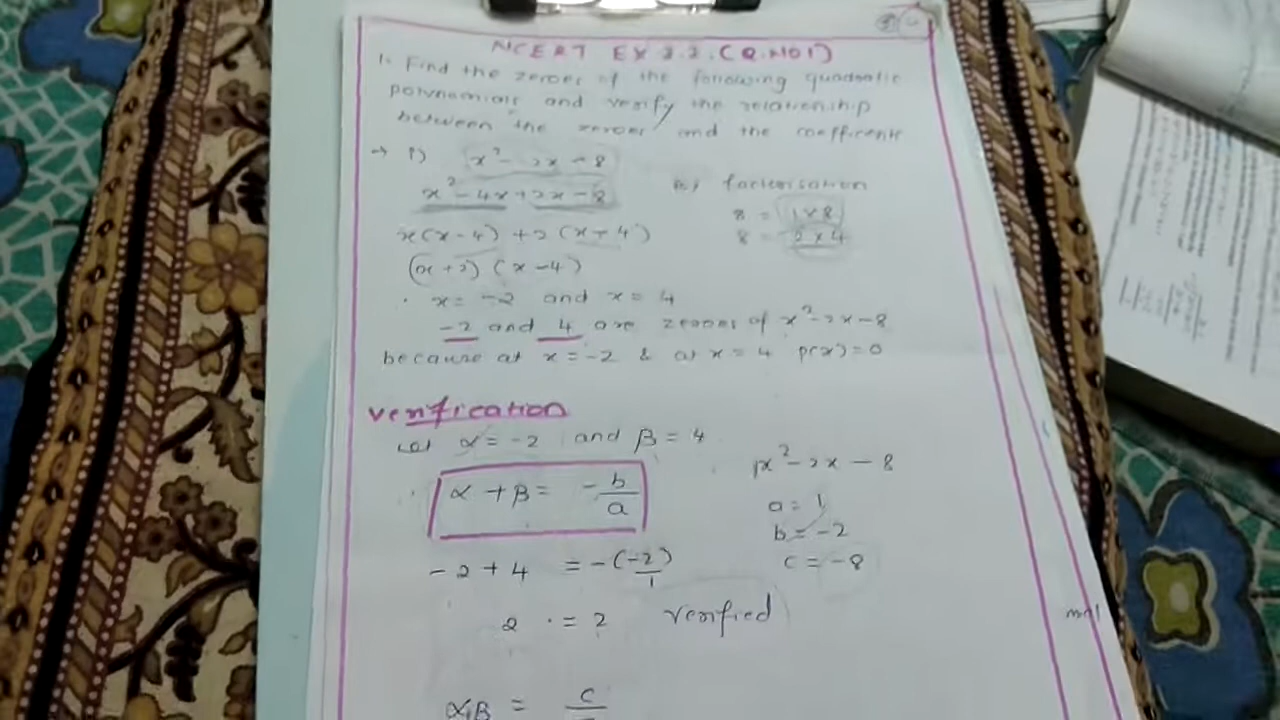 NCERT EX 2.2.(Q.NO1)
1. Find the zeroes of the following quadratic
polynomials and verify the relationship
between the zeroes and the coefficients
→ i) x² - 2x - 8
x² - 4x + 2x - 8
x(x-4) + 2(x-4)
(x+2) (x-4)
x = -2 and x = 4
-2 and 4 are zeroes of x²-2x-8
because at x = -2 & at x = 4 p(x) = 0
factorisation
8 = 1×8
8 = 2×4
verification
let α = -2 and β = 4
α + β = -b/a
-2 + 4 = -(-2)/1
2 = 2 verified
1x² - 2x - 8
a = 1
b = -2
c = -8
αβ = c